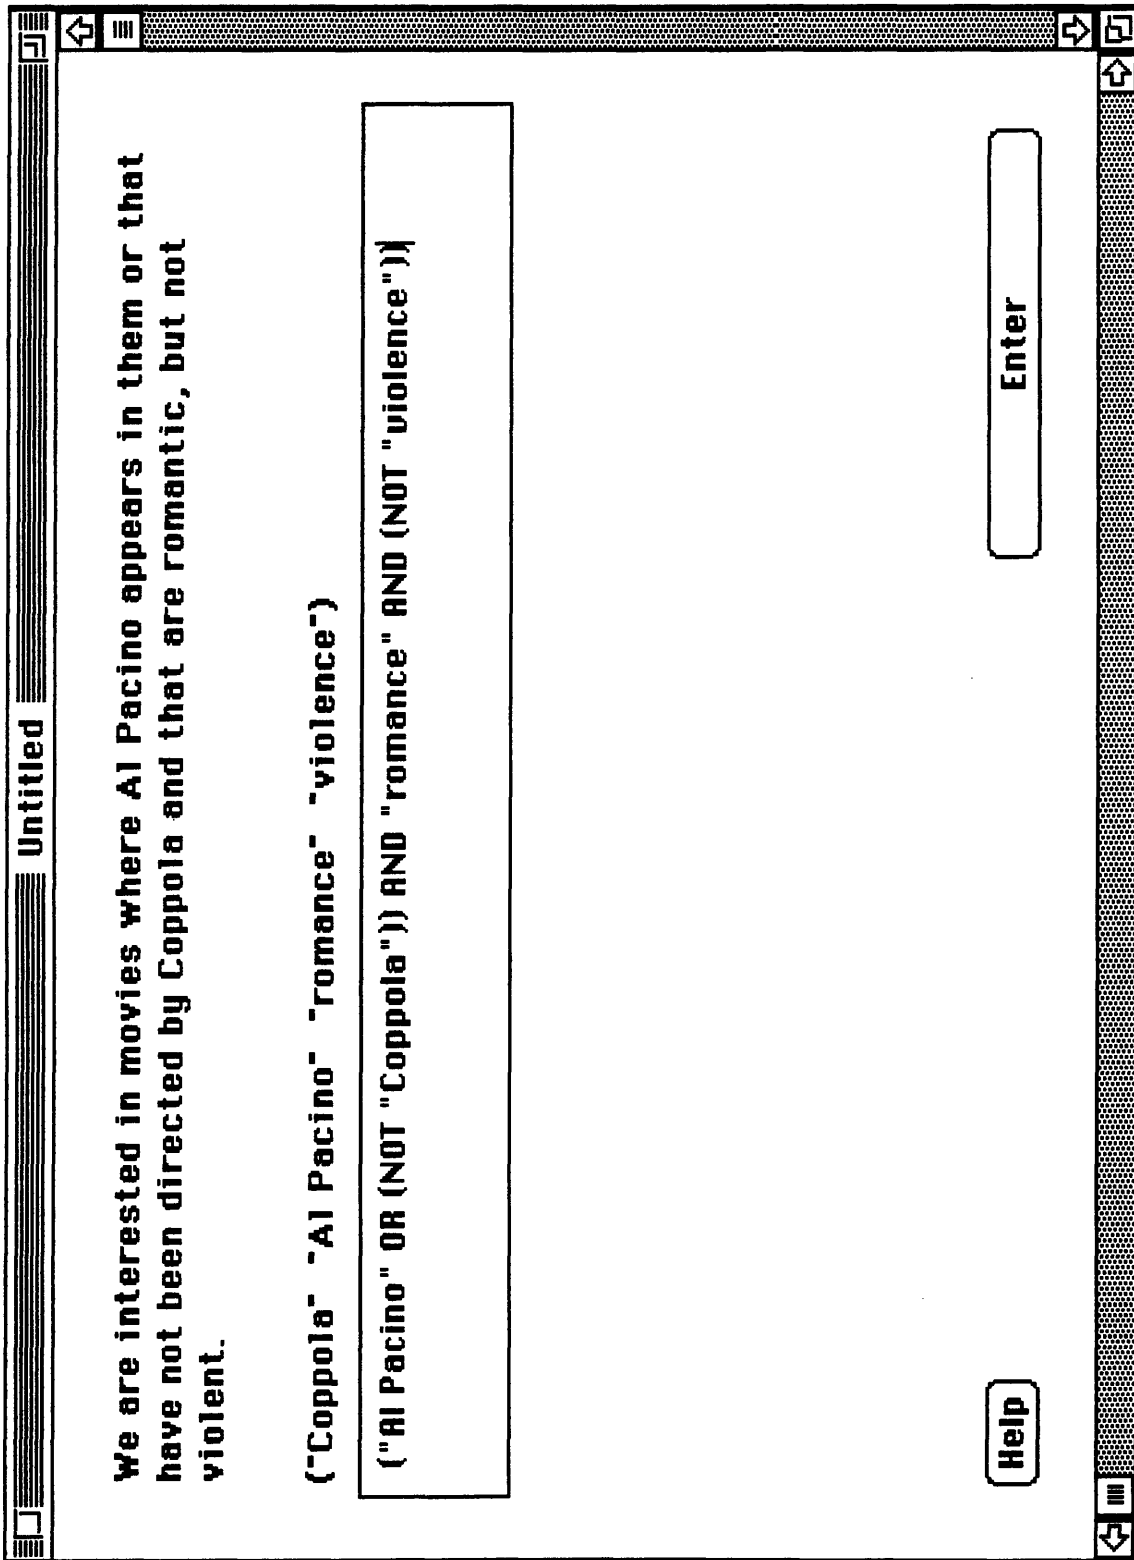 Untitled
We are interested in movies where Al Pacino appears in them or that
have not been directed by Coppola and that are romantic, but not
violent.
("Coppola" "Al Pacino" "romance" "violence")
("Al Pacino" OR (NOT "Coppola")) AND "romance" AND (NOT "violence"))
Help
Enter